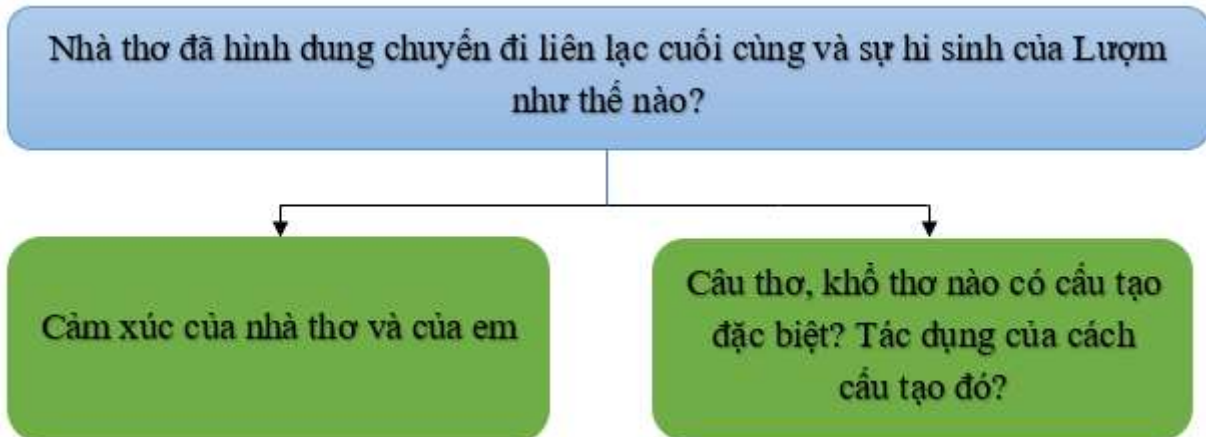 Nhà thơ đã hình dung chuyến đi liên lạc cuối cùng và sự hi sinh của Lượm
như thế nào?
Cảm xúc của nhà thơ và của em
Câu thơ, khổ thơ nào có cấu tạo
đặc biệt? Tác dụng của cách
cấu tạo đó?